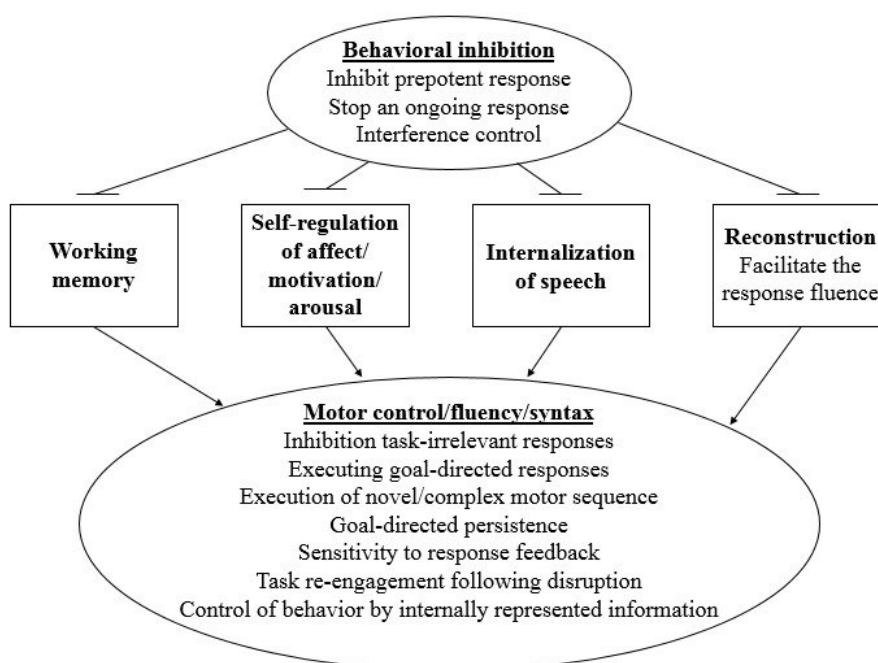 Behavioral inhibition
Inhibit prepotent response
Stop an ongoing response
Interference control
Working
memory
Self-regulation
of affect/
motivation/
arousal
Internalization
of speech
Reconstruction
Facilitate the
response fluence
Motor control/fluency/syntax
Inhibition task-irrelevant responses
Executing goal-directed responses
Execution of novel/complex motor sequence
Goal-directed persistence
Sensitivity to response feedback
Task re-engagement following disruption
Control of behavior by internally represented information